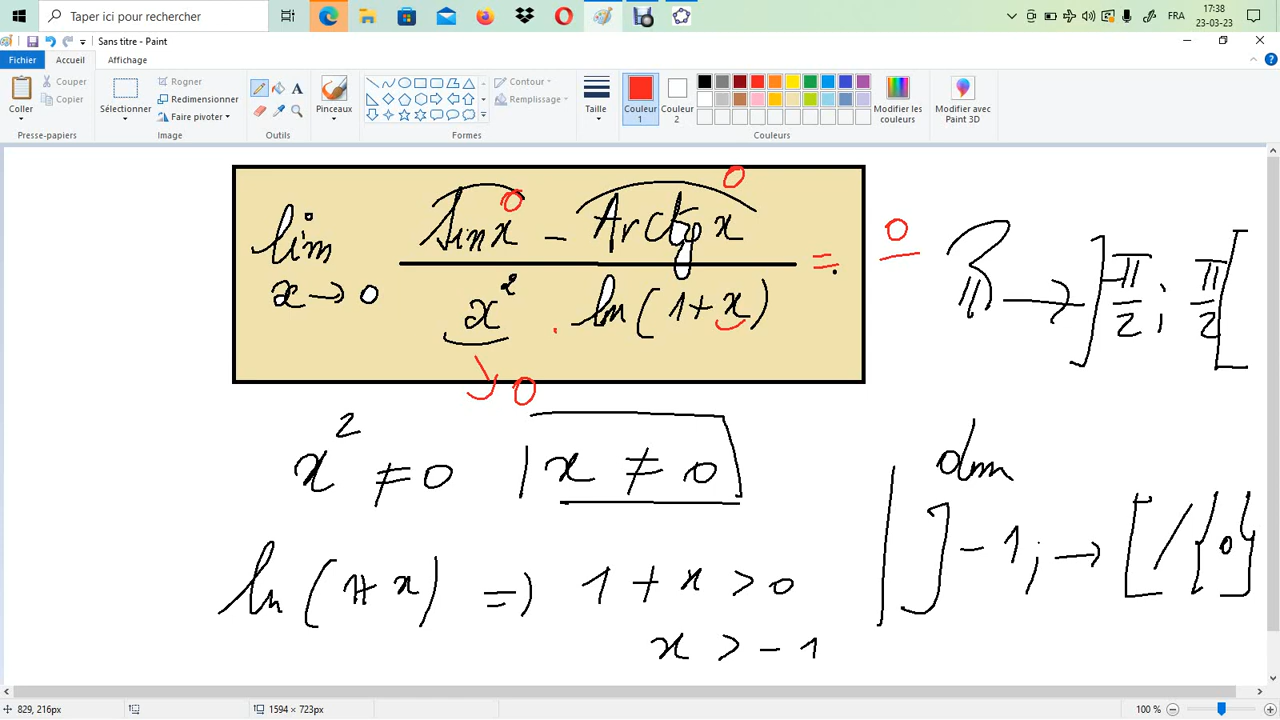 Taper ici pour rechercher
FRA
17:38
23-03-23
Sans titre - Paint
Fichier Accueil Affichage
Coller
Couper
Copier
Presse-papiers
Sélectionner
Rogner
Redimensionner
Faire pivoter
Image
A
Outils
Pinceaux
Contour
Remplissage
Formes
Taille
Couleur 1
Couleur 2
Modifier les couleurs
Couleurs
Modifier avec Paint 3D
0 0
lim Sinx - Arctgx = 0
x → 0 x² . ln(1+x)
0
R → ]-π/2 ; π/2[
x² ≠ 0 | x ≠ 0
dm
]-1; → [/{0}
ln(1+x) => 1+x > 0
x > -1
829, 216px
1594 × 723px
100 %